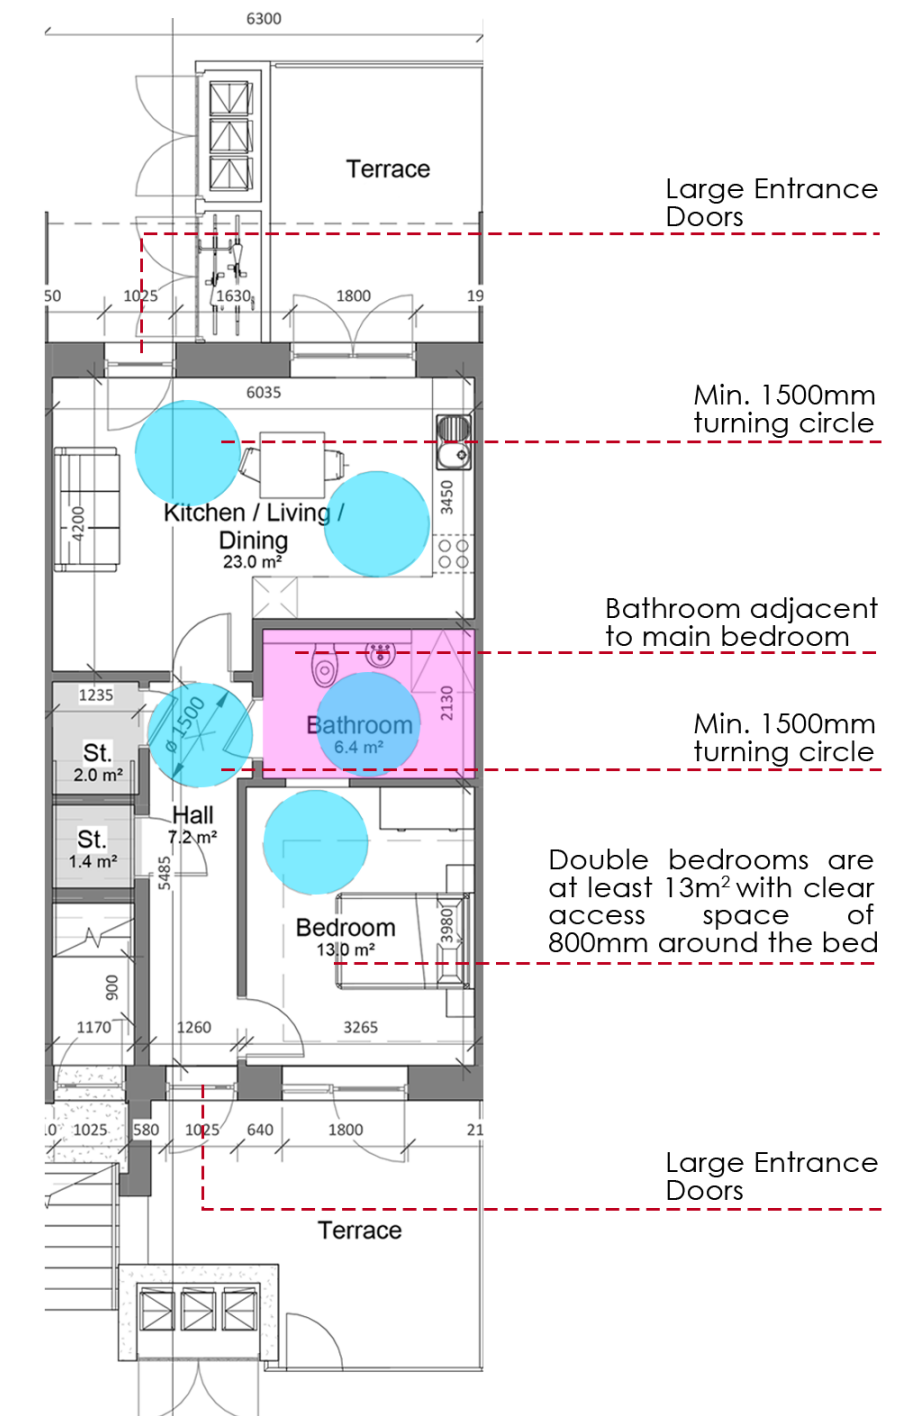 6300
Terrace
Large Entrance
Doors
50 1025 1630 1800 19
6035
Min. 1500mm
turning circle
3450
4200
Kitchen / Living /
Dining
23.0 m²
Bathroom adjacent
to main bedroom
1235
ø 1500
2130
Bathroom
6.4 m²
Min. 1500mm
turning circle
St.
2.0 m²
Hall
7.2 m²
St.
1.4 m²
5485
Double bedrooms are
at least 13m² with clear
access space of
800mm around the bed
Bedroom
13.0 m²
3980
900
1170 1260 3265
1025 580 1025 640 1800 21
Large Entrance
Doors
Terrace